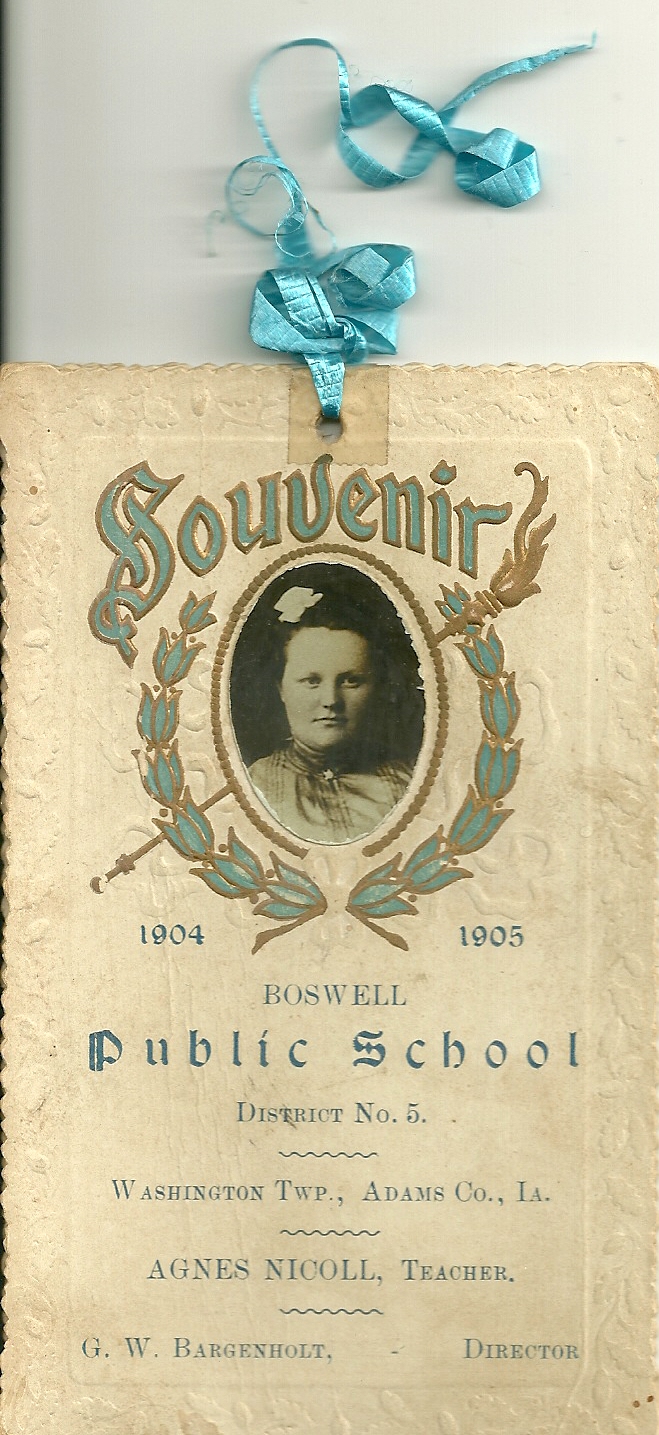 Souvenir
1904 1905
BOSWELL
Public School
DISTRICT NO. 5.
WASHINGTON TWP., ADAMS CO., IA.
AGNES NICOLL, TEACHER.
G. W. BARGENHOLT, - DIRECTOR